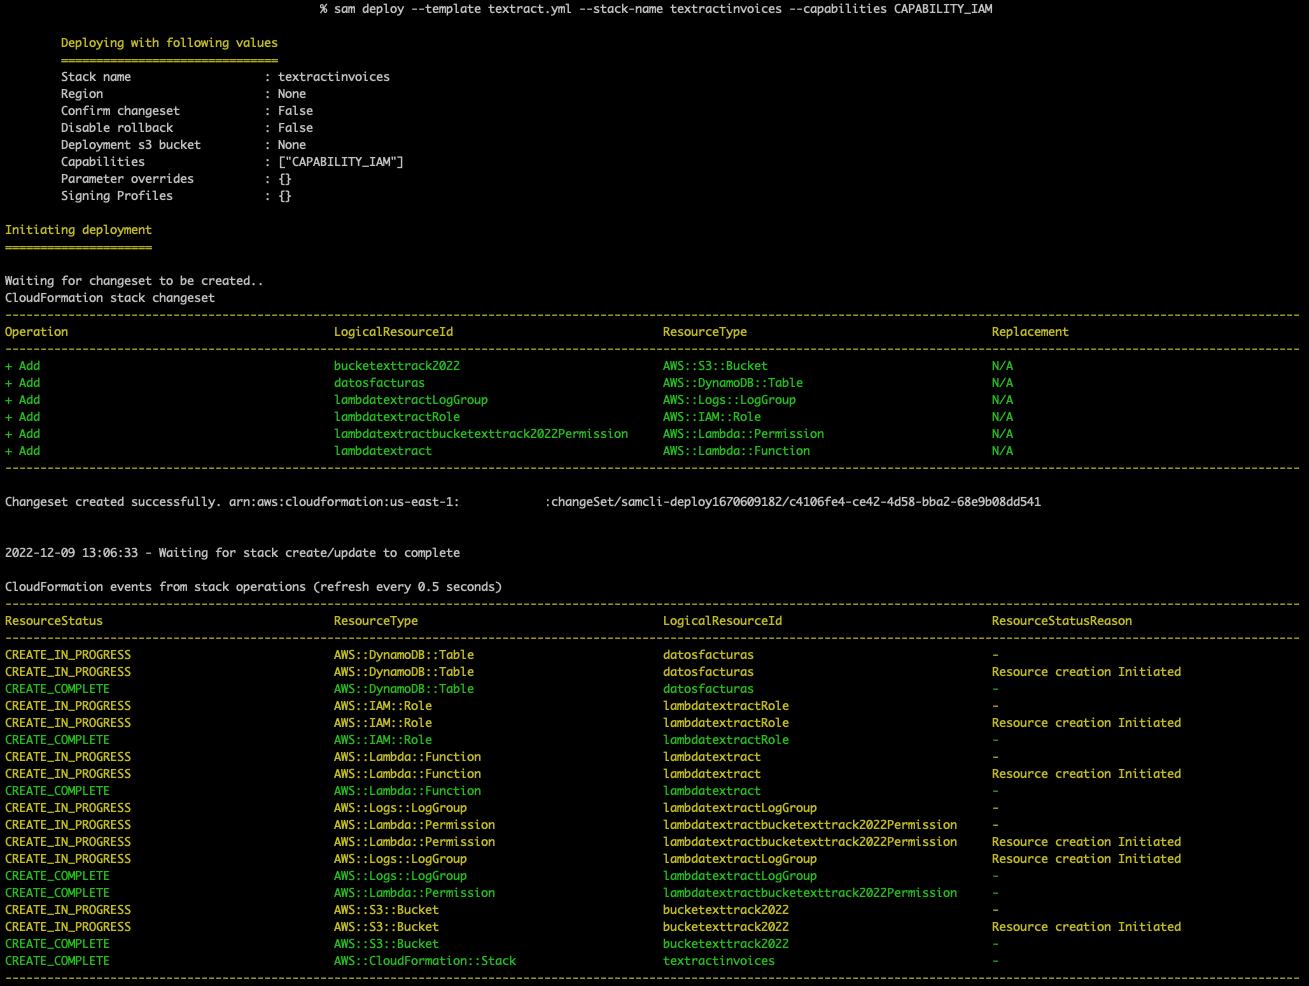 % sam deploy --template textract.yml --stack-name textractinvoices --capabilities CAPABILITY_IAM
Deploying with following values
===============================
Stack name : textractinvoices
Region : None
Confirm changeset : False
Disable rollback : False
Deployment s3 bucket : None
Capabilities : ["CAPABILITY_IAM"]
Parameter overrides : {}
Signing Profiles : {}
Initiating deployment
=====================
Waiting for changeset to be created..
CloudFormation stack changeset
Operation LogicalResourceId ResourceType Replacement
+ Add bucketexttrack2022 AWS::S3::Bucket N/A
+ Add datosfacturas AWS::DynamoDB::Table N/A
+ Add lambdatextractLogGroup AWS::Logs::LogGroup N/A
+ Add lambdatextractRole AWS::IAM::Role N/A
+ Add lambdatextractbucketexttrack2022Permission AWS::Lambda::Permission N/A
+ Add lambdatextract AWS::Lambda::Function N/A
Changeset created successfully. arn:aws:cloudformation:us-east-1: :changeSet/samcli-deploy1670609182/c4106fe4-ce42-4d58-bba2-68e9b08dd541
2022-12-09 13:06:33 - Waiting for stack create/update to complete
CloudFormation events from stack operations (refresh every 0.5 seconds)
ResourceStatus ResourceType LogicalResourceId ResourceStatusReason
CREATE_IN_PROGRESS AWS::DynamoDB::Table datosfacturas -
CREATE_IN_PROGRESS AWS::DynamoDB::Table datosfacturas Resource creation Initiated
CREATE_COMPLETE AWS::DynamoDB::Table datosfacturas -
CREATE_IN_PROGRESS AWS::IAM::Role lambdatextractRole -
CREATE_IN_PROGRESS AWS::IAM::Role lambdatextractRole Resource creation Initiated
CREATE_COMPLETE AWS::IAM::Role lambdatextractRole -
CREATE_IN_PROGRESS AWS::Lambda::Function lambdatextract -
CREATE_IN_PROGRESS AWS::Lambda::Function lambdatextract Resource creation Initiated
CREATE_COMPLETE AWS::Lambda::Function lambdatextract -
CREATE_IN_PROGRESS AWS::Logs::LogGroup lambdatextractLogGroup -
CREATE_IN_PROGRESS AWS::Lambda::Permission lambdatextractbucketexttrack2022Permission -
CREATE_IN_PROGRESS AWS::Lambda::Permission lambdatextractbucketexttrack2022Permission Resource creation Initiated
CREATE_IN_PROGRESS AWS::Logs::LogGroup lambdatextractLogGroup Resource creation Initiated
CREATE_COMPLETE AWS::Logs::LogGroup lambdatextractLogGroup -
CREATE_COMPLETE AWS::Lambda::Permission lambdatextractbucketexttrack2022Permission -
CREATE_IN_PROGRESS AWS::S3::Bucket bucketexttrack2022 -
CREATE_IN_PROGRESS AWS::S3::Bucket bucketexttrack2022 Resource creation Initiated
CREATE_COMPLETE AWS::S3::Bucket bucketexttrack2022 -
CREATE_COMPLETE AWS::CloudFormation::Stack textractinvoices -